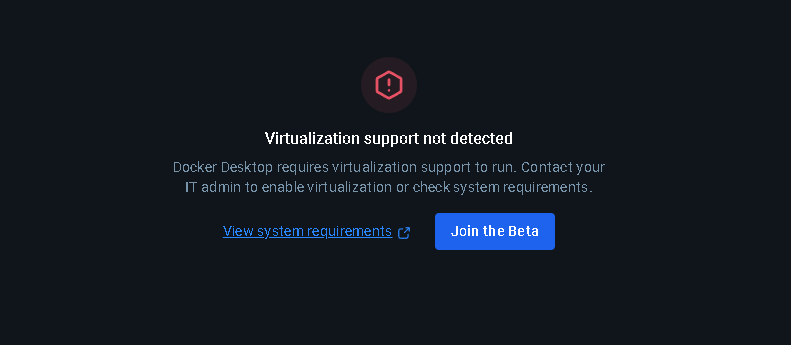 Virtualization support not detected
Docker Desktop requires virtualization support to run. Contact your
IT admin to enable virtualization or check system requirements.
View system requirements
Join the Beta